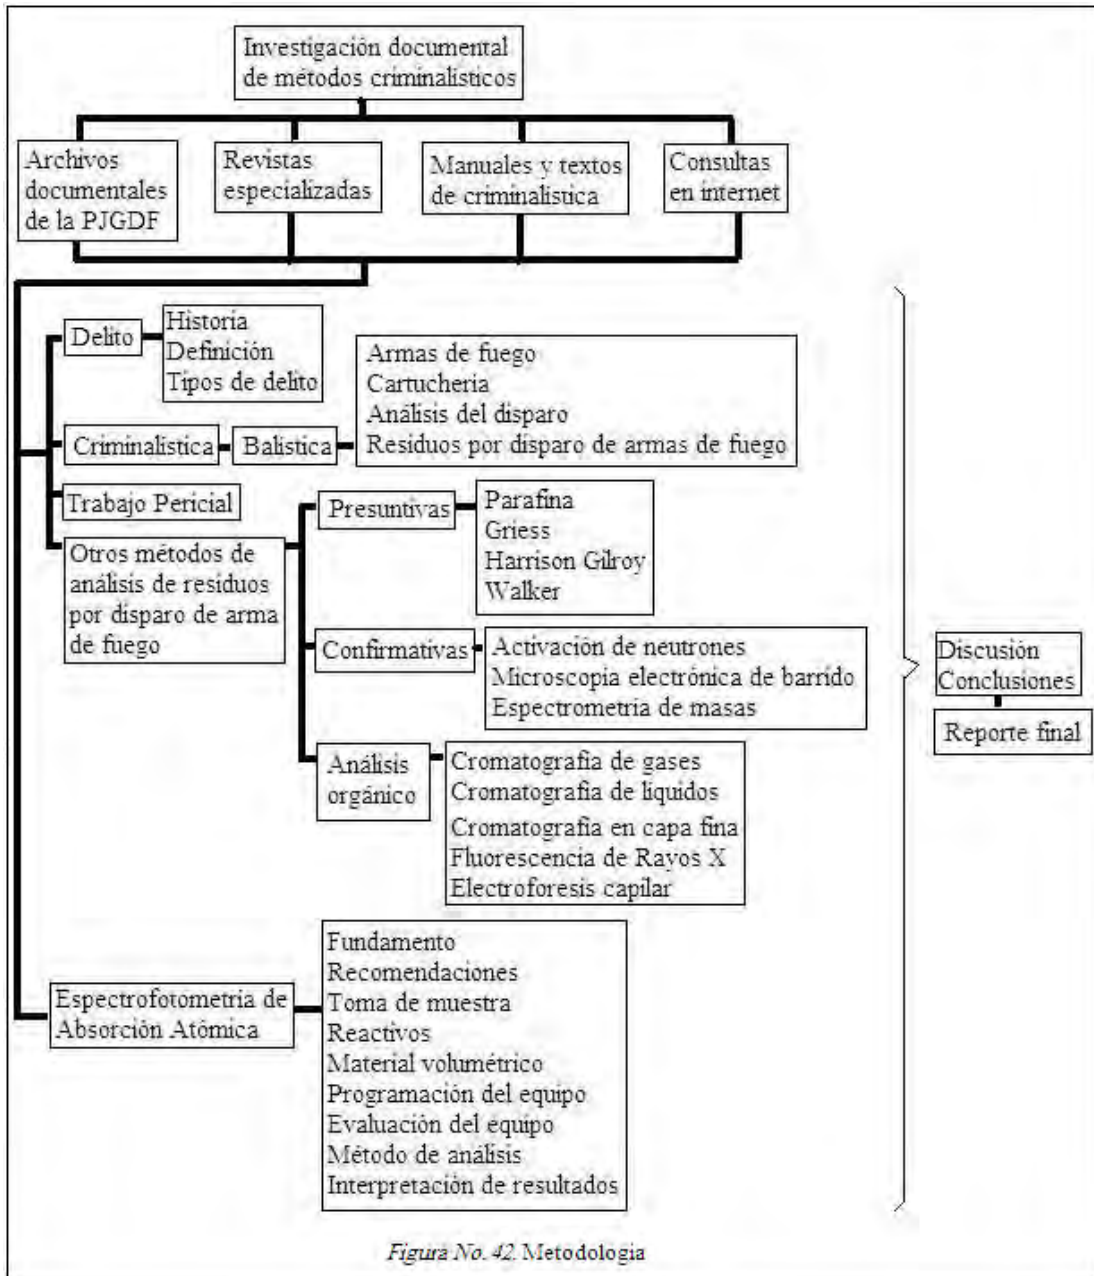 Investigación documental
de métodos criminalísticos
Archivos
documentales
de la PJGDF
Revistas
especializadas
Manuales y textos
de criminalística
Consultas
en internet
Delito
Historia
Definición
Tipos de delito
Criminalística
Balística
Armas de fuego
Cartucheria
Análisis del disparo
Residuos por disparo de armas de fuego
Trabajo Pericial
Otros métodos de
análisis de residuos
por disparo de arma
de fuego
Presuntivas
Parafina
Griess
Harrison Gilroy
Walker
Confirmativas
Activación de neutrones
Microscopia electrónica de barrido
Espectrometria de masas
Análisis
orgánico
Cromatografía de gases
Cromatografía de líquidos
Cromatografía en capa fina
Fluorescencia de Rayos X
Electroforesis capilar
Espectrofotometría de
Absorción Atómica
Fundamento
Recomendaciones
Toma de muestra
Reactivos
Material volumétrico
Programación del equipo
Evaluación del equipo
Método de análisis
Interpretación de resultados
Discusión
Conclusiones
Reporte final
Figura No. 42. Metodología